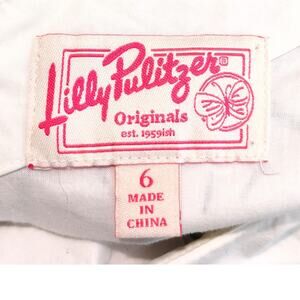 Lilly Pulitzer®
Originals
est. 1959ish
6
MADE
IN
CHINA